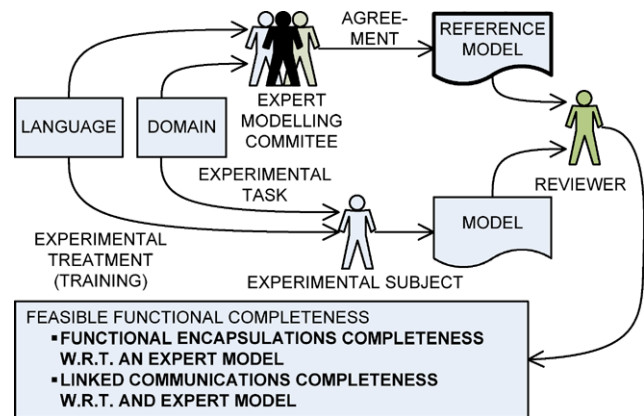 AGREE-
MENT
REFERENCE
MODEL
LANGUAGE
DOMAIN
EXPERT
MODELLING
COMMITEE
EXPERIMENTAL
TASK
REVIEWER
MODEL
EXPERIMENTAL
TREATMENT
(TRAINING)
EXPERIMENTAL SUBJECT
FEASIBLE FUNCTIONAL COMPLETENESS
▪FUNCTIONAL ENCAPSULATIONS COMPLETENESS
W.R.T. AN EXPERT MODEL
▪LINKED COMMUNICATIONS COMPLETENESS
W.R.T. AND EXPERT MODEL